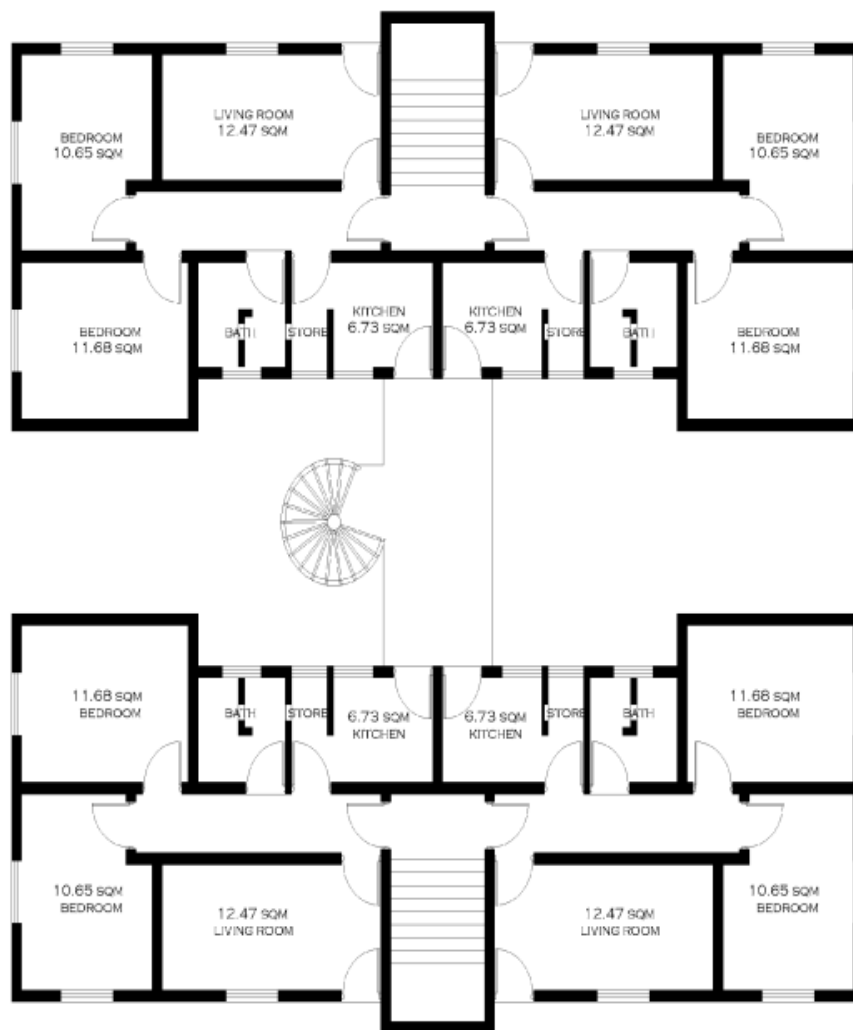 LIVING ROOM
12.47 SQM
LIVING ROOM
12.47 SQM
BEDROOM
10.65 SQM
BEDROOM
10.65 SQM
KITCHEN
6.73 SQM
KITCHEN
6.73 SQM
BEDROOM
11.68 SQM
BATH
STORE
STORE
BATH
BEDROOM
11.68 SQM
11.68 SQM
BEDROOM
BATH
STORE
6.73 SQM
KITCHEN
6.73 SQM
KITCHEN
STORE
BATH
11.68 SQM
BEDROOM
10.65 SQM
BEDROOM
10.65 SQM
BEDROOM
12.47 SQM
LIVING ROOM
12.47 SQM
LIVING ROOM